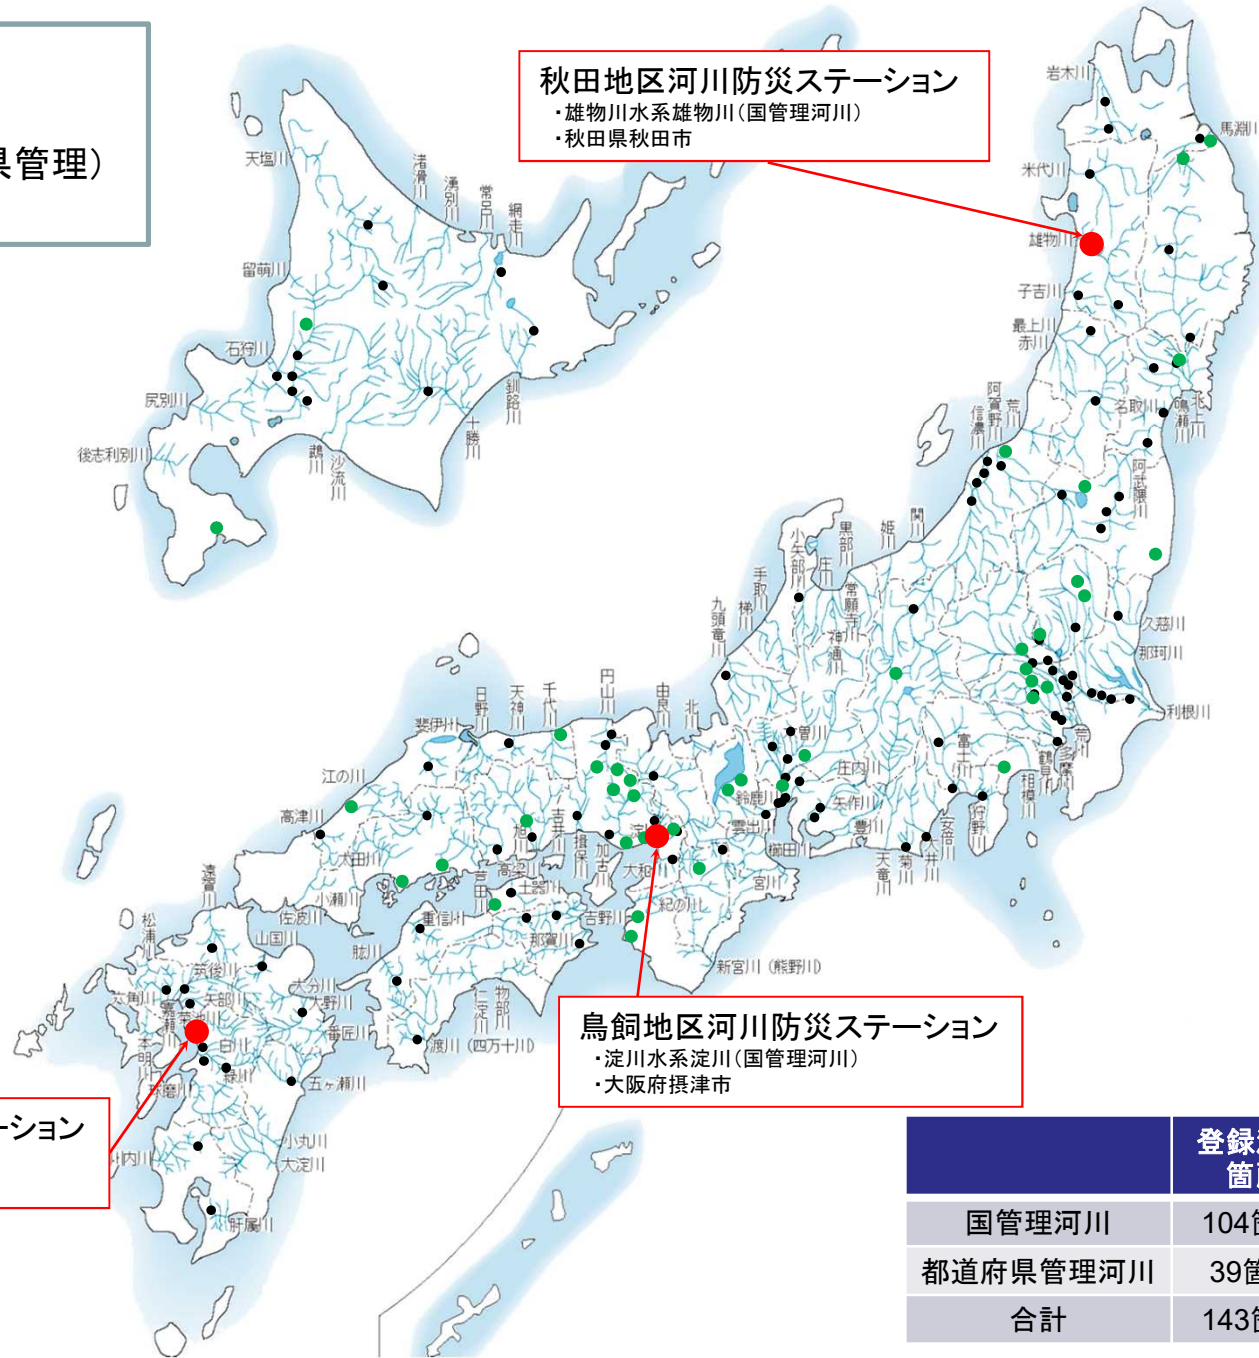 県管理）
秋田地区河川防災ステーション
・雄物川水系雄物川（国管理河川）
・秋田県秋田市
岩木川
馬淵川
米代川
雄物川
子吉川
最上川
赤川
名取川
鳴瀬川
北上川
阿武隈川
荒川
阿賀野川
信濃川
天塩川
渚滑川
湧別川
常呂川
網走川
留萌川
石狩川
尻別川
後志利別川
鵡川
沙流川
十勝川
釧路川
関川
姫川
黒部川
常願寺川
神通川
庄川
小矢部川
手取川
梯川
九頭竜川
久慈川
那珂川
利根川
荒川
多摩川
鶴見川
相模川
富士川
狩野川
安倍川
大井川
菊川
天竜川
豊川
矢作川
庄内川
鈴鹿川
雲出川
櫛田川
宮川
北川
由良川
円山川
千代川
天神川
日野川
斐伊川
江の川
高津川
太田川
小瀬川
佐波川
芦田川
高梁川
旭川
吉井川
揖保川
加古川
大和川
紀の川
新宮川（熊野川）
土器川
重信川
吉野川
那賀川
肱川
仁淀川
物部川
渡川（四万十川）
遠賀川
山国川
松浦川
筑後川
六角川
嘉瀬川
矢部川
菊池川
本明川
白川
緑川
球磨川
大分川
大野川
番匠川
五ヶ瀬川
小丸川
大淀川
川内川
肝属川
鳥飼地区河川防災ステーション
・淀川水系淀川（国管理河川）
・大阪府摂津市
ーション
登録
国管理河川 104箇
都道府県管理河川 39箇
合計 143箇